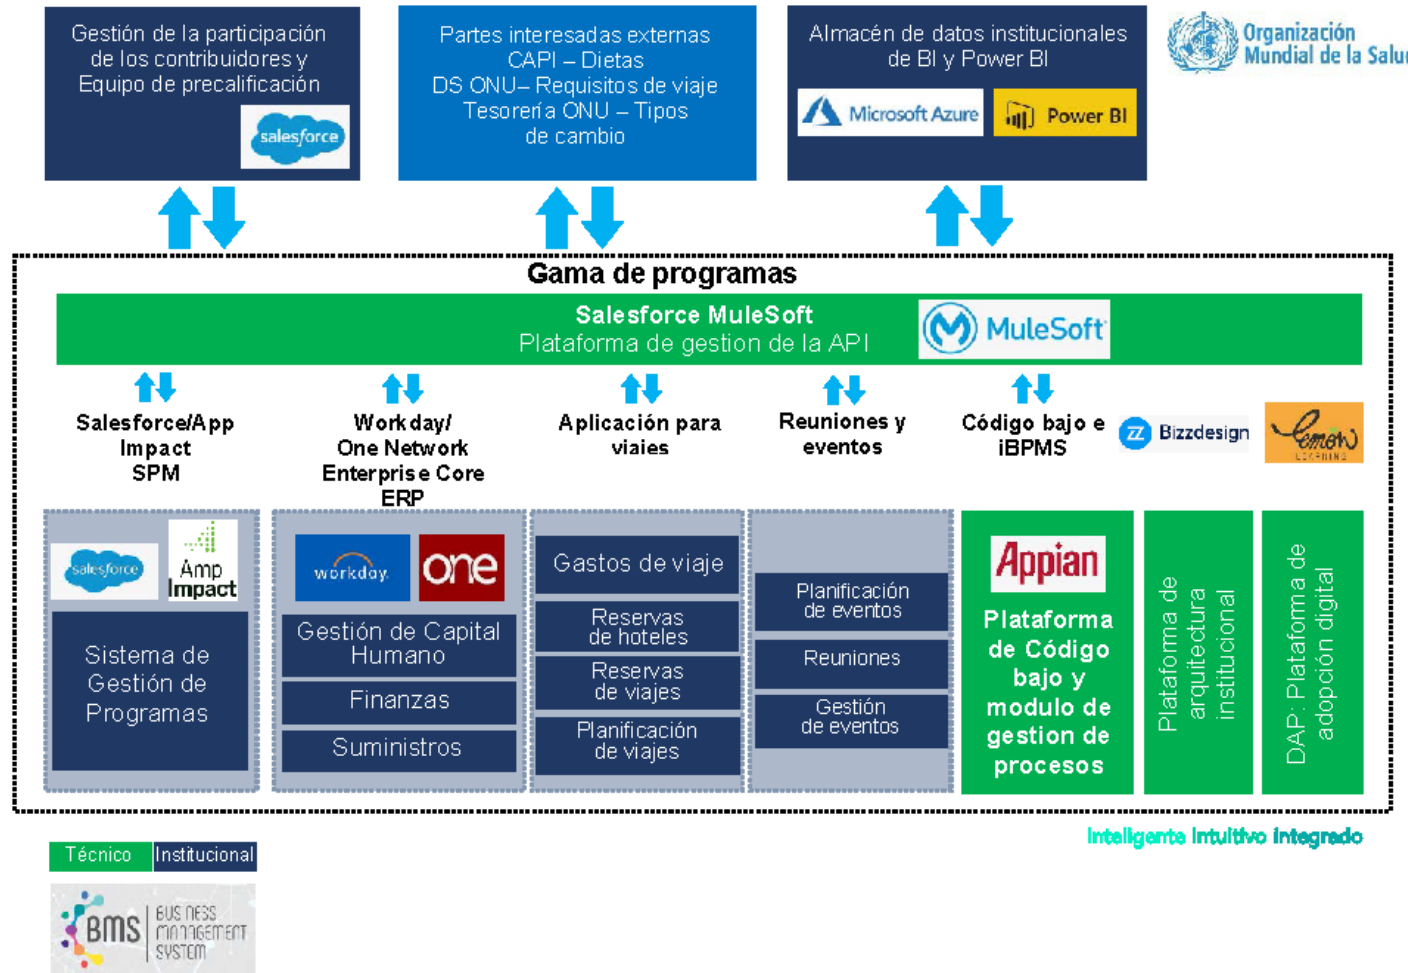 Gestión de la participación
de los contribuidores y
Equipo de precalificación
salesforce
Partes interesadas externas
CAPI – Dietas
DS ONU– Requisitos de viaje
Tesorería ONU – Tipos
de cambio
Almacén de datos institucionales
de BI y Power BI
Microsoft Azure
Power BI
Organización
Mundial de la Salud
Gama de programas
Salesforce MuleSoft
Plataforma de gestion de la API
MuleSoft
Salesforce/App
Impact
SPM
Workday/
One Network
Enterprise Core
ERP
Aplicación para
viajes
Reuniones y
eventos
Código bajo e
iBPMS
Bizzdesign
Lemon
LEARNING
salesforce
Amp
Impact
Sistema de
Gestión de
Programas
workday.
one
Gestión de Capital
Humano
Finanzas
Suministros
Gastos de viaje
Reservas
de hoteles
Reservas
de viajes
Planificación
de viajes
Planificación
de eventos
Reuniones
Gestión
de eventos
Appian
Plataforma
de Código
bajo y
modulo de
gestion de
procesos
Plataforma de
arquitectura
institucional
DAP: Plataforma de
adopción digital
Inteligente Intuitivo Integrado
Técnico
Institucional
BMS
BUSINESS
MANAGEMENT
SYSTEM